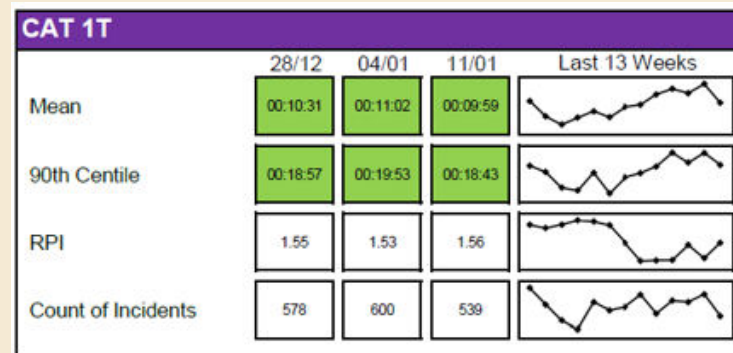 CAT 1T
28/12 04/01 11/01 Last 13 Weeks
Mean 00:10:31 00:11:02 00:09:59
90th Centile 00:18:57 00:19:53 00:18:43
RPI 1.55 1.53 1.56
Count of Incidents 578 600 539